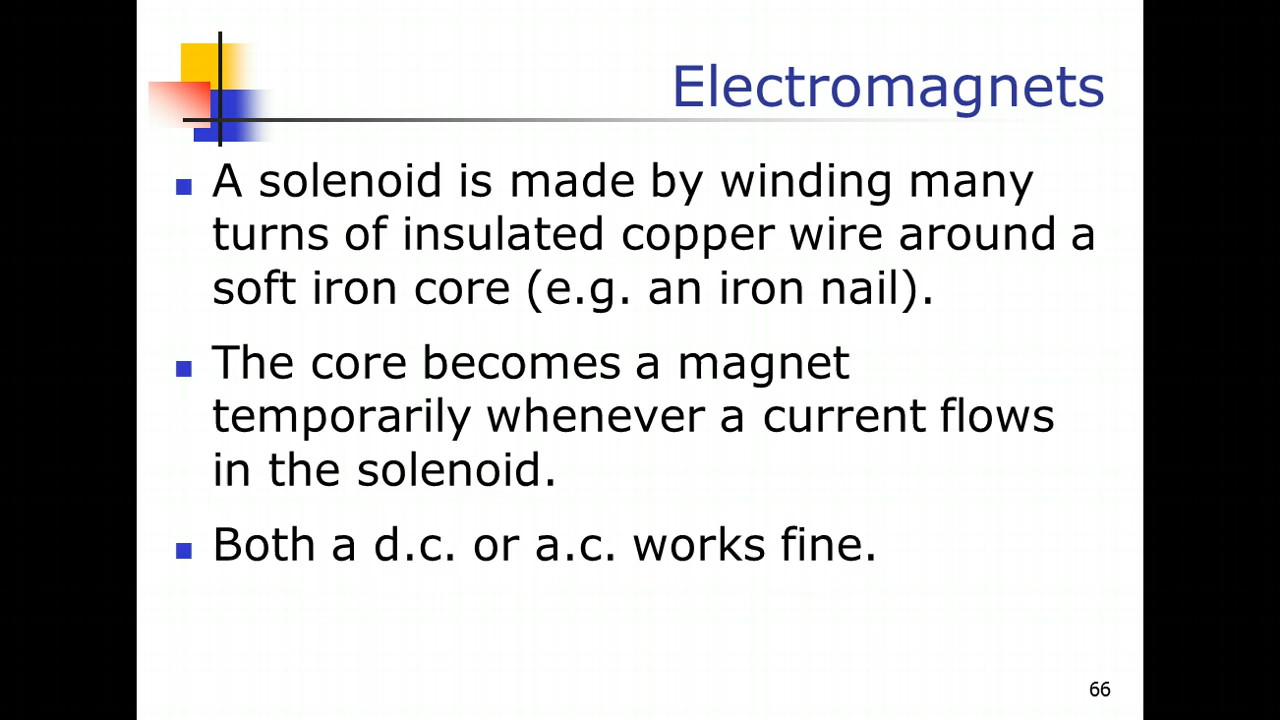 Electromagnets
A solenoid is made by winding many
turns of insulated copper wire around a
soft iron core (e.g. an iron nail).
The core becomes a magnet
temporarily whenever a current flows
in the solenoid.
Both a d.c. or a.c. works fine.
66